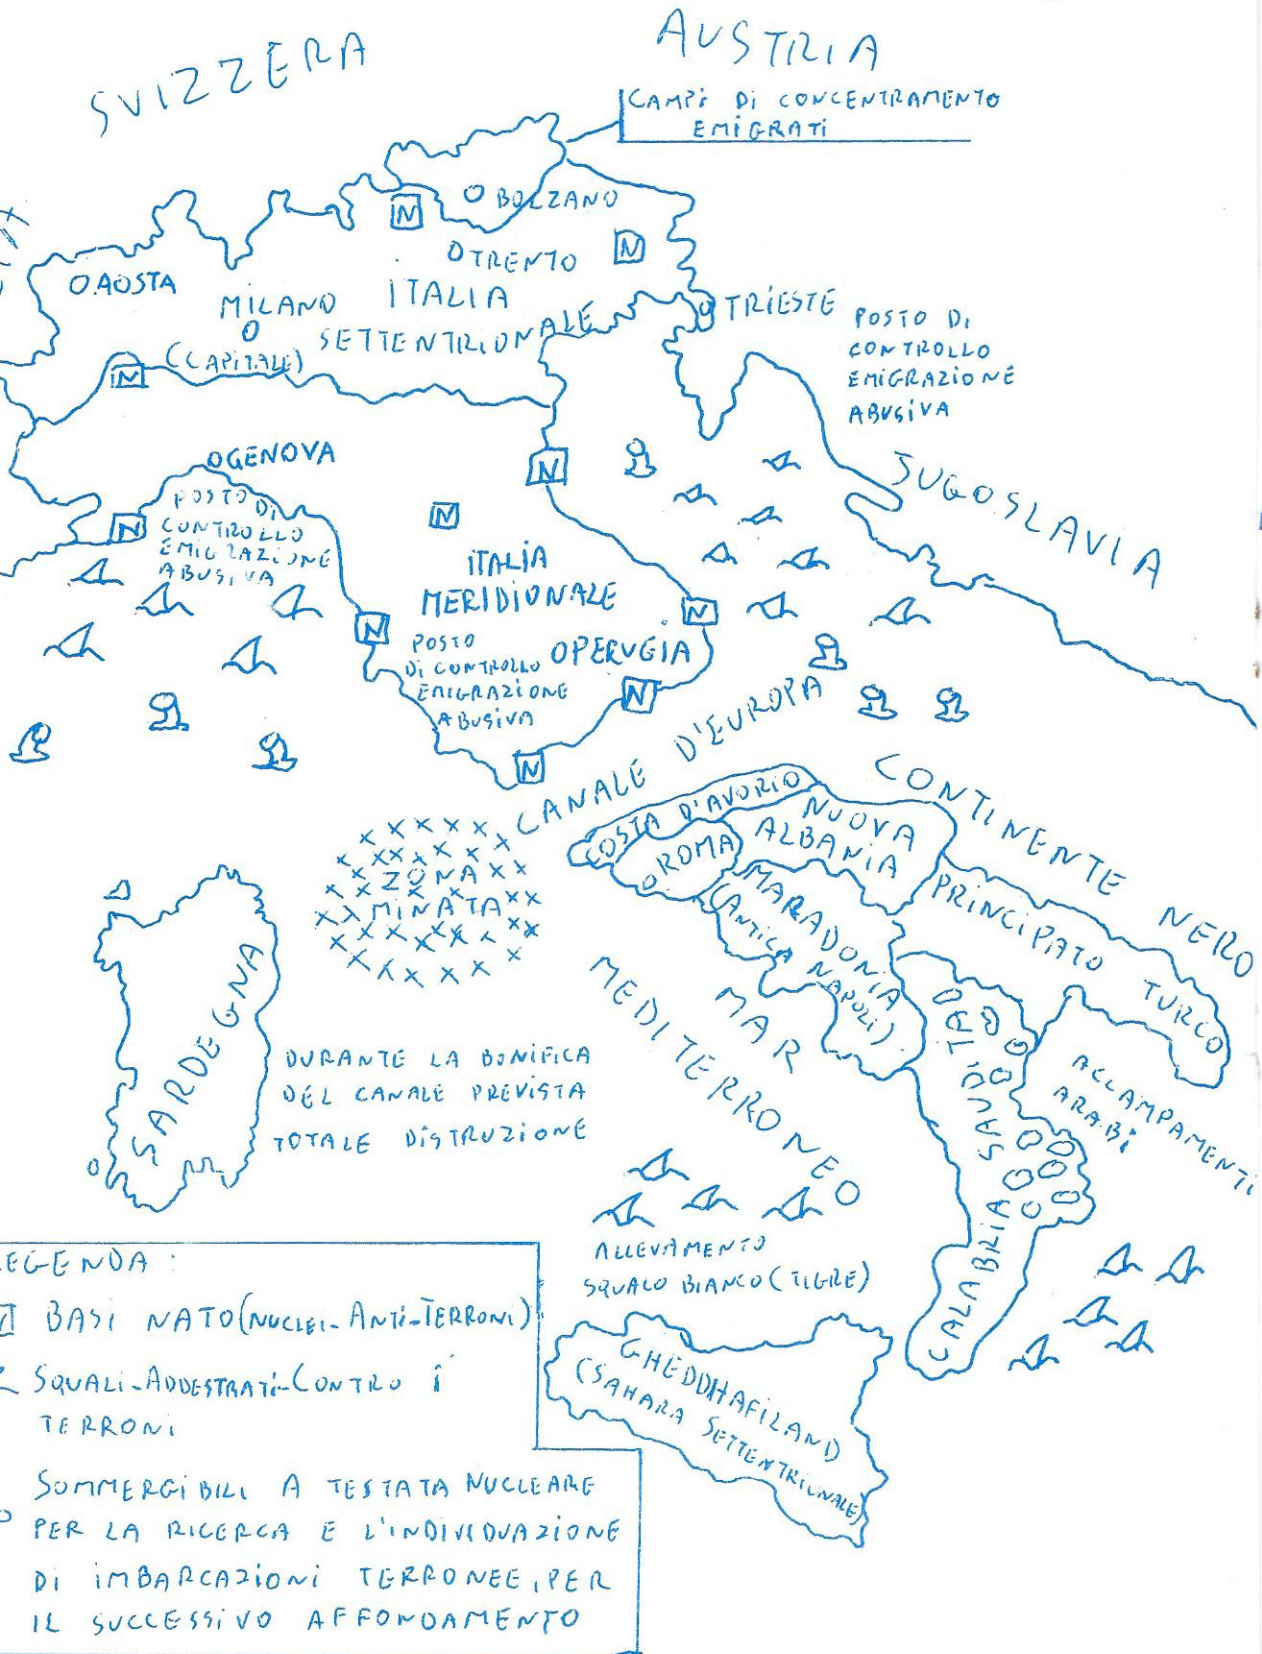 SVIZZERA
AUSTRIA
CAMPi Di CONCENTRAMENTO
EMiGRATi
BOLZANO
TRENTO
AOSTA
MILANO
(CAPiTALE)
ITALIA
SETTENTRIONALE
TRiESTE
POSTO Di
CONTROLLO
EMiGRAZiONE
ABUSiVA
JUGOSLAVIA
GENOVA
POSTO Di
CONTROLLO
EMIGRAZiONE
ABUSiVA
N
N
N
N
N
N
N
N
N
N
iTALiA
MERiDiONALE
POSTO
Di CONTROLLO
EMiGRAZiONE
ABUSiVA
PERUGiA
CANALE D'EUROPA
CONTINENTE NERO
COSTA D'AVORIO
NUOVA
ALBANiA
ROMA
MARADONiA
(ANTiCA NAPOLi)
PRiNCiPATO TURCO
ZONA
MiNATA
MAR
MEDITERRONEO
SARDEGNA
DURANTE LA BONiFiCA
DEL CANALE PREViSTA
TOTALE DiSTRUZiONE
CALABRiA SAUDiTA
ACCAMPAMENTi
ARABi
ALLEVAMENTO
SQUALO BiANCO (TiGRE)
GHEDDHAFiLAND
(SAHARA SETTENTRiONALE)
LEGENDA:
BASi NATO (NUCLEi-ANTi-TERRONi)
SQUALi-ADDESTRATi-CONTRO i
TERRONi
SOMMERGiBiLi A TESTATA NUCLEARE
PER LA RiCERCA E L'iNDiViDUAZiONE
Di iMBARCAZiONi TERRONEE, PER
iL SUCCESSiVO AFFONDAMENTO